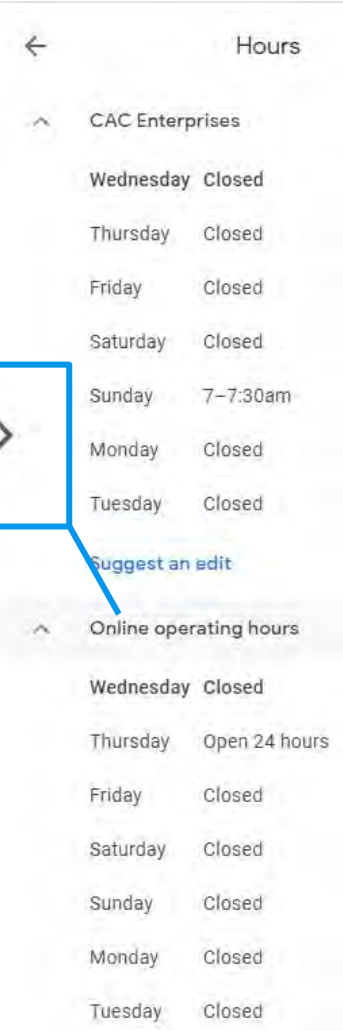 Hours
CAC Enterprises
Wednesday Closed
Thursday Closed
Friday Closed
Saturday Closed
Sunday 7–7:30am
Monday Closed
Tuesday Closed
Suggest an edit
Online operating hours
Wednesday Closed
Thursday Open 24 hours
Friday Closed
Saturday Closed
Sunday Closed
Monday Closed
Tuesday Closed